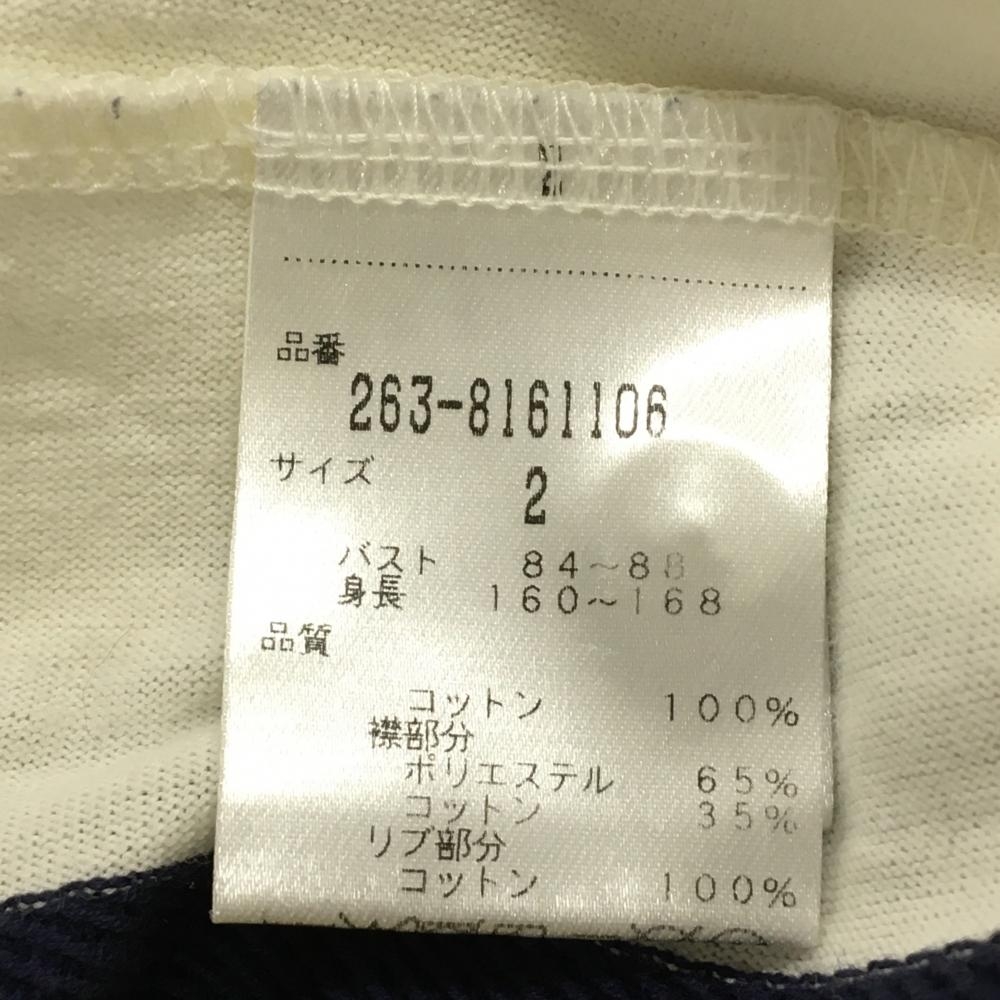 品番
263-8161106
サイズ
2
バスト 84～88
身長 160～168
品質
コットン 100%
襟部分
ポリエステル 65%
コットン 35%
リブ部分
コットン 100%